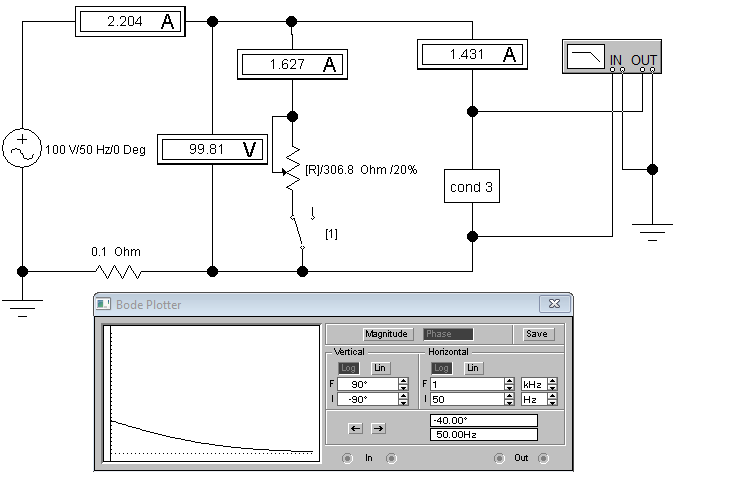 2.204 A
1.627 A
1.431 A
IN OUT
100 V/50 Hz/0 Deg
99.81 V
[R]/306.8 Ohm /20%
cond 3
[1]
0.1 Ohm
Bode Plotter
Magnitude Phase Save
Vertical Horizontal
Log Lin Log Lin
F 90° F 1 kHz
I -90° I 50 Hz
-40.00°
50.00Hz
In Out